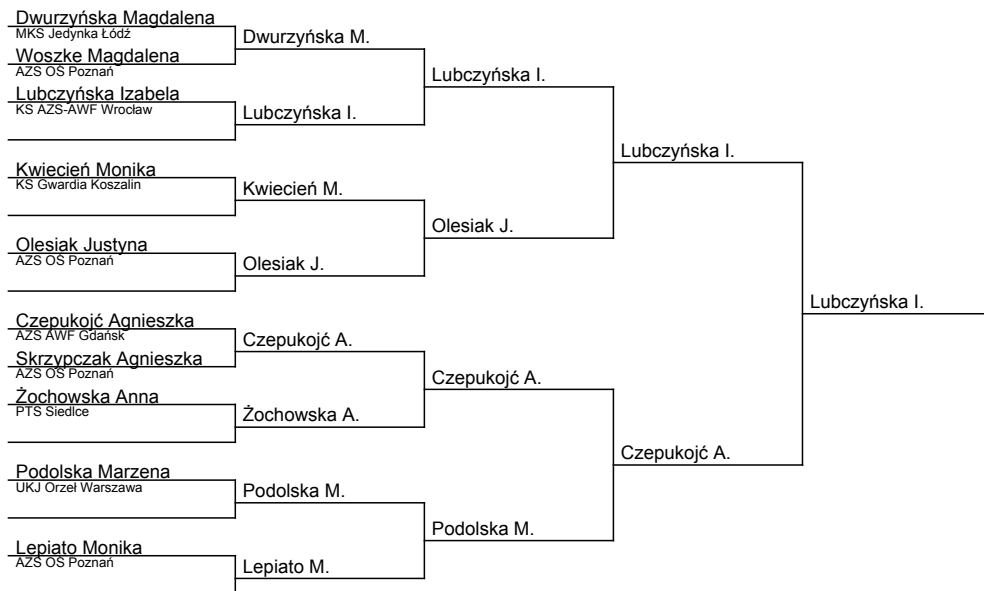 Dwurzyńska Magdalena
MKS Jedynka Łódź
Woszke Magdalena
AZS OŚ Poznań
Lubczyńska Izabela
KS AZS-AWF Wrocław
Kwiecień Monika
KS Gwardia Koszalin
Olesiak Justyna
AZS OŚ Poznań
Czepukojć Agnieszka
AZS AWF Gdańsk
Skrzypczak Agnieszka
AZS OŚ Poznań
Żochowska Anna
PTS Siedlce
Podolska Marzena
UKJ Orzeł Warszawa
Lepiato Monika
AZS OŚ Poznań
Dwurzyńska M.
Lubczyńska I.
Kwiecień M.
Olesiak J.
Czepukojć A.
Żochowska A.
Podolska M.
Lepiato M.
Lubczyńska I.
Olesiak J.
Czepukojć A.
Podolska M.
Lubczyńska I.
Czepukojć A.
Lubczyńska I.